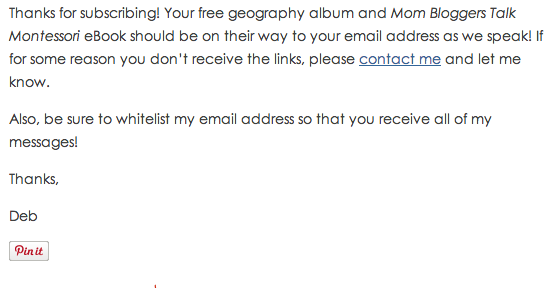 Thanks for subscribing! Your free geography album and Mom Bloggers Talk
Montessori eBook should be on their way to your email address as we speak! If
for some reason you don't receive the links, please contact me and let me
know.
Also, be sure to whitelist my email address so that you receive all of my
messages!
Thanks,
Deb
Pin it